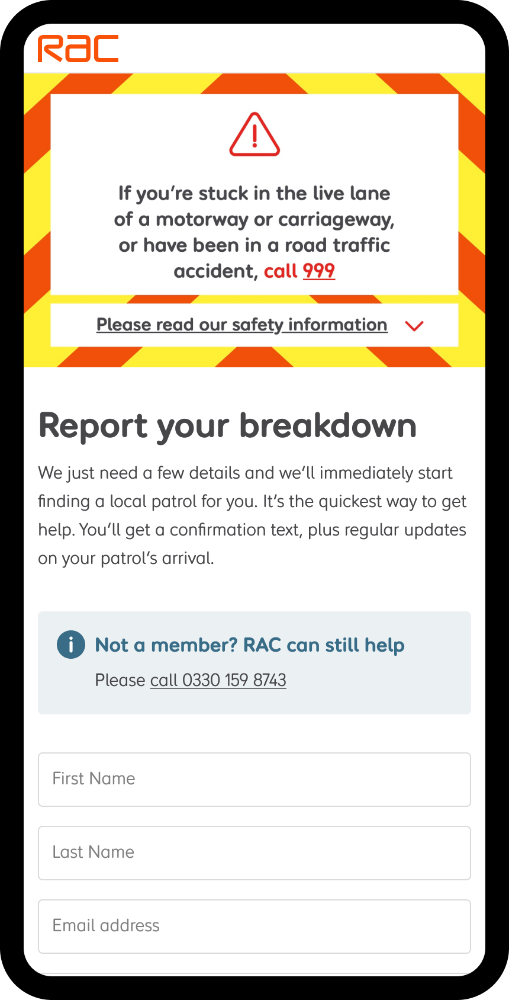 RAC
If you're stuck in the live lane
of a motorway or carriageway,
or have been in a road traffic
accident, call 999
Please read our safety information
Report your breakdown
We just need a few details and we'll immediately start
finding a local patrol for you. It's the quickest way to get
help. You'll get a confirmation text, plus regular updates
on your patrol's arrival.
Not a member? RAC can still help
Please call 0330 159 8743
First Name
Last Name
Email address